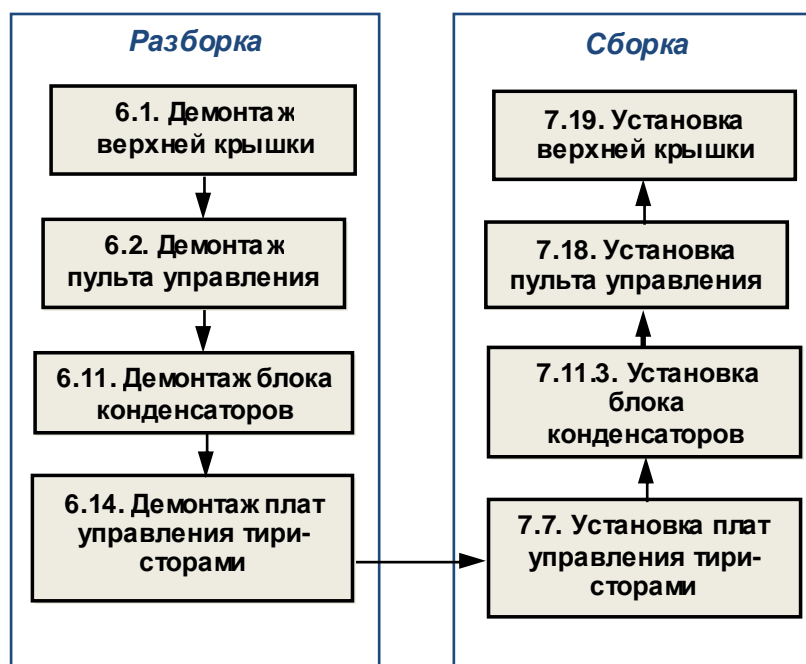 Разборка
6.1. Демонтаж
верхней крышки
6.2. Демонтаж
пульта управления
6.11. Демонтаж блока
конденсаторов
6.14. Демонтаж плат
управления тири-
сторами
Сборка
7.19. Установка
верхней крышки
7.18. Установка
пульта управления
7.11.3. Установка
блока
конденсаторов
7.7. Установка плат
управления тири-
сторами